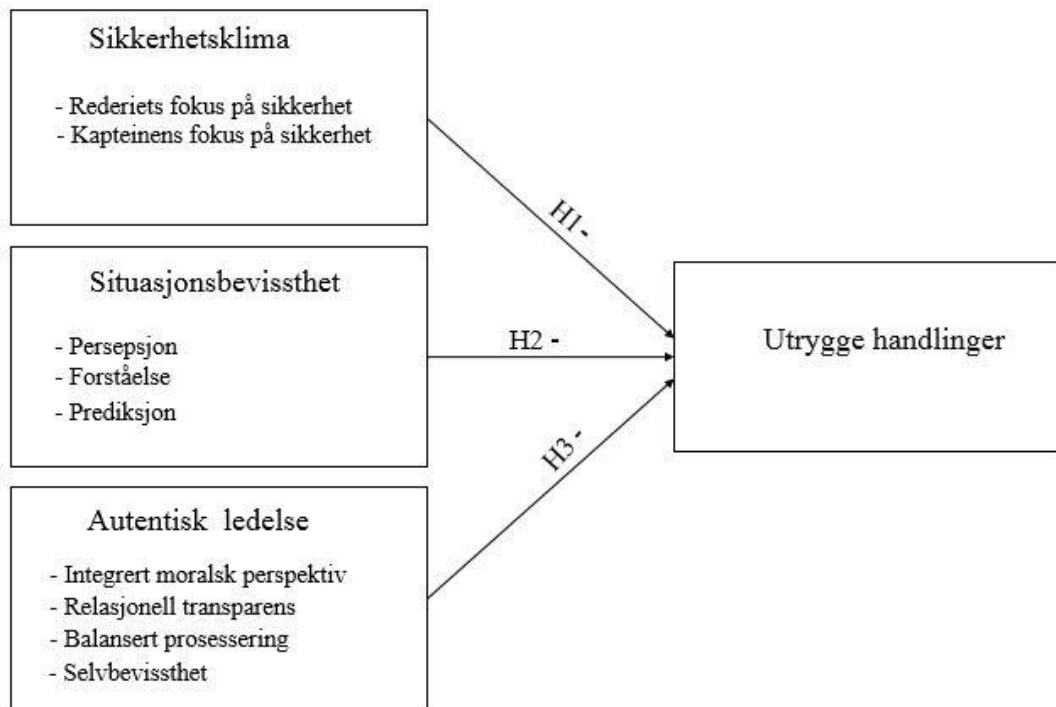 Sikkerhetsklima
- Rederiets fokus på sikkerhet
- Kapteinens fokus på sikkerhet
H1 -
Situasjonsbevissthet
- Persepsjon
- Forståelse
- Prediksjon
H2 -
Utrygge handlinger
H3 -
Autentisk ledelse
- Integrert moralsk perspektiv
- Relasjonell transparens
- Balansert prosessering
- Selvbevissthet